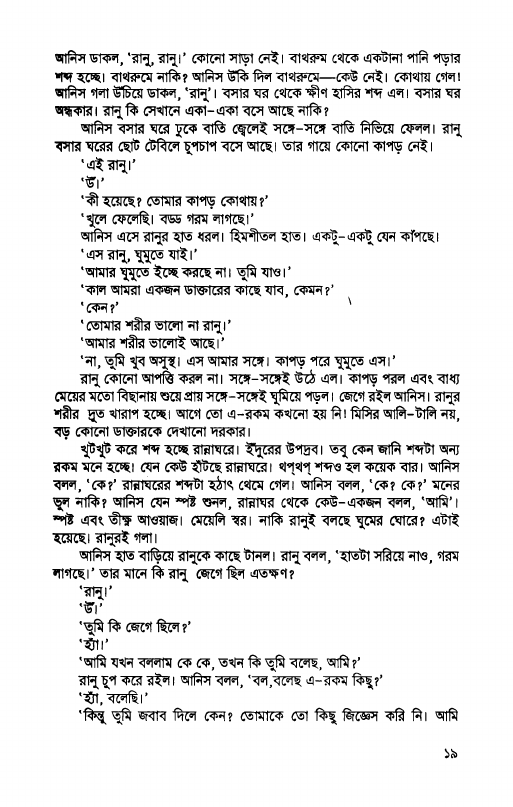 আনিস ডাকল, ‘রানু, রানু।’ কোনো সাড়া নেই। বাথরুম থেকে একটানা পানি পড়ার
শব্দ হচ্ছে। বাথরুমে নাকি? আনিস উঁকি দিল বাথরুমে—কেউ নেই। কোথায় গেল!
আনিস গলা উঁচিয়ে ডাকল, ‘রানু’। বসার ঘর থেকে ক্ষীণ হাসির শব্দ এল। বসার ঘর
অন্ধকার। রানু কি সেখানে একা-একা বসে আছে নাকি?
আনিস বসার ঘরে ঢুকে বাতি জ্বেলেই সঙ্গে-সঙ্গে বাতি নিভিয়ে ফেলল। রানু
বসার ঘরের ছোট টেবিলে চুপচাপ বসে আছে। তার গায়ে কোনো কাপড় নেই।
‘এই রানু।’
‘উঁ।’
‘কী হয়েছে? তোমার কাপড় কোথায়?’
‘খুলে ফেলেছি। বড্ড গরম লাগছে।’
আনিস এসে রানুর হাত ধরল। হিমশীতল হাত। একটু-একটু যেন কাঁপছে।
‘এস রানু, ঘুমুতে যাই।’
‘আমার ঘুমুতে ইচ্ছে করছে না। তুমি যাও।’
‘কাল আমরা একজন ডাক্তারের কাছে যাব, কেমন?’
‘কেন?’
‘তোমার শরীর ভালো না রানু।’
‘আমার শরীর ভালোই আছে।’
‘না, তুমি খুব অসুস্থ। এস আমার সঙ্গে। কাপড় পরে ঘুমুতে এস।’
রানু কোনো আপত্তি করল না। সঙ্গে-সঙ্গেই উঠে এল। কাপড় পরল এবং বাধ্য
মেয়ের মতো বিছানায় শুয়ে প্রায় সঙ্গে-সঙ্গেই ঘুমিয়ে পড়ল। জেগে রইল আনিস। রানুর
শরীর দ্রুত খারাপ হচ্ছে। আগে তো এ-রকম কখনো হয় নি! মিসির আলি-টালি নয়,
বড় কোনো ডাক্তারকে দেখানো দরকার।
খুটখুট করে শব্দ হচ্ছে রান্নাঘরে। ইঁদুরের উপদ্রব। তবু কেন জানি শব্দটা অন্য
রকম মনে হচ্ছে। যেন কেউ হাঁটছে রান্নাঘরে। থপ্‌থপ্ শব্দও হল কয়েক বার। আনিস
বলল, ‘কে?’ রান্নাঘরের শব্দটা হঠাৎ থেমে গেল। আনিস বলল, ‘কে? কে?’ মনের
ভুল নাকি? আনিস যেন স্পষ্ট শুনল, রান্নাঘর থেকে কেউ-একজন বলল, ‘আমি’।
স্পষ্ট এবং তীক্ষ্ণ আওয়াজ। মেয়েলি স্বর। নাকি রানুই বলছে ঘুমের ঘোরে? এটাই
হয়েছে। রানুরই গলা।
আনিস হাত বাড়িয়ে রানুকে কাছে টানল। রানু বলল, ‘হাতটা সরিয়ে নাও, গরম
লাগছে।’ তার মানে কি রানু জেগে ছিল এতক্ষণ?
‘রানু।’
‘উঁ।’
‘তুমি কি জেগে ছিলে?’
‘হ্যাঁ।’
‘আমি যখন বললাম কে কে, তখন কি তুমি বলেছ, আমি?’
রানু চুপ করে রইল। আনিস বলল, ‘বল,বলেছ এ-রকম কিছু?’
‘হ্যাঁ, বলেছি।’
‘কিন্তু তুমি জবাব দিলে কেন? তোমাকে তো কিছু জিজ্ঞেস করি নি। আমি
১৯